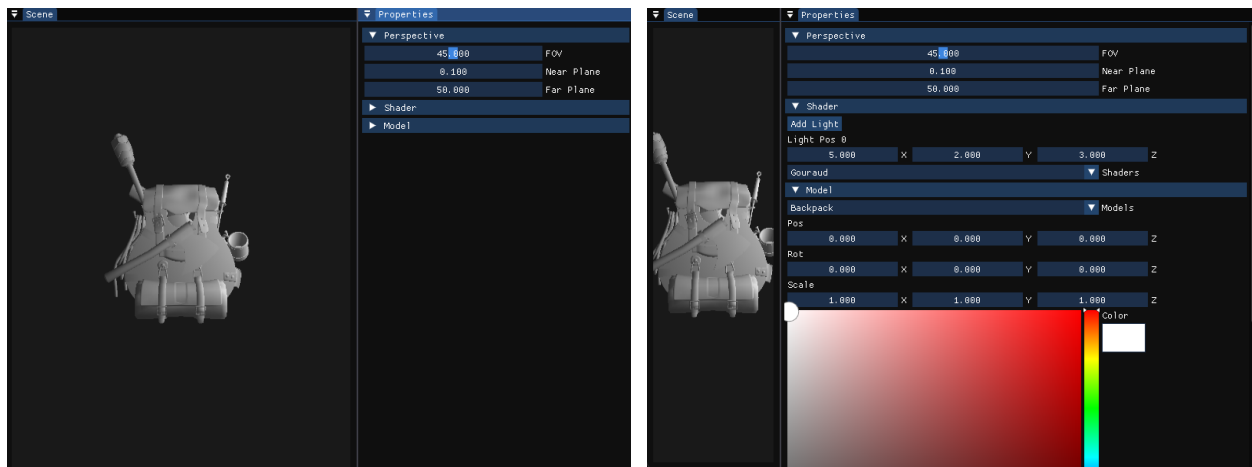 Scene
Properties
Perspective
45.000 FOV
0.100 Near Plane
50.000 Far Plane
Shader
Model
Scene
Properties
Perspective
45.000 FOV
0.100 Near Plane
50.000 Far Plane
Shader
Add Light
Light Pos 0
5.000 X 2.000 Y 3.000 Z
Gouraud Shaders
Model
Backpack Models
Pos
0.000 X 0.000 Y 0.000 Z
Rot
0.000 X 0.000 Y 0.000 Z
Scale
1.000 X 1.000 Y 1.000 Z
Color